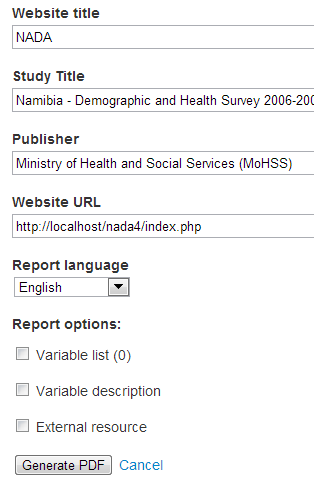 Website title
NADA
Study Title
Namibia - Demographic and Health Survey 2006-200
Publisher
Ministry of Health and Social Services (MoHSS)
Website URL
http://localhost/nada4/index.php
Report language
English
Report options:
Variable list (0)
Variable description
External resource
Generate PDF Cancel